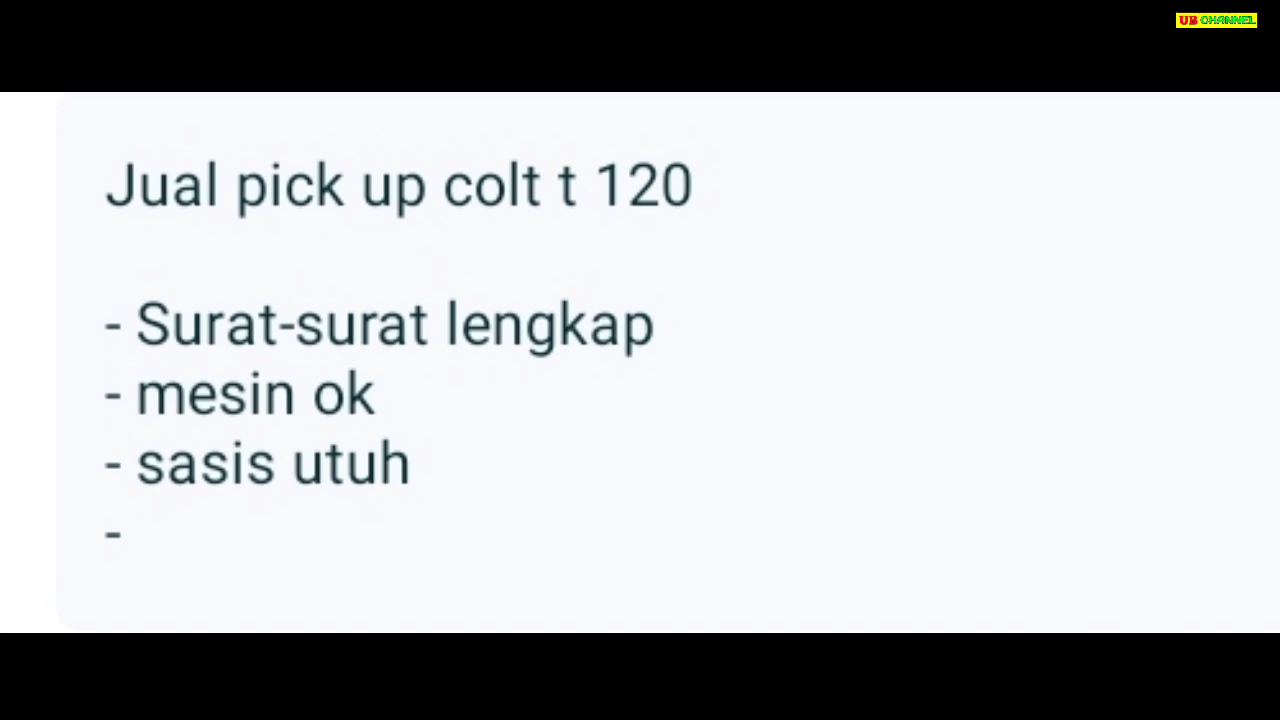 UB CHANNEL
Jual pick up colt t 120
- Surat-surat lengkap
- mesin ok
- sasis utuh
-